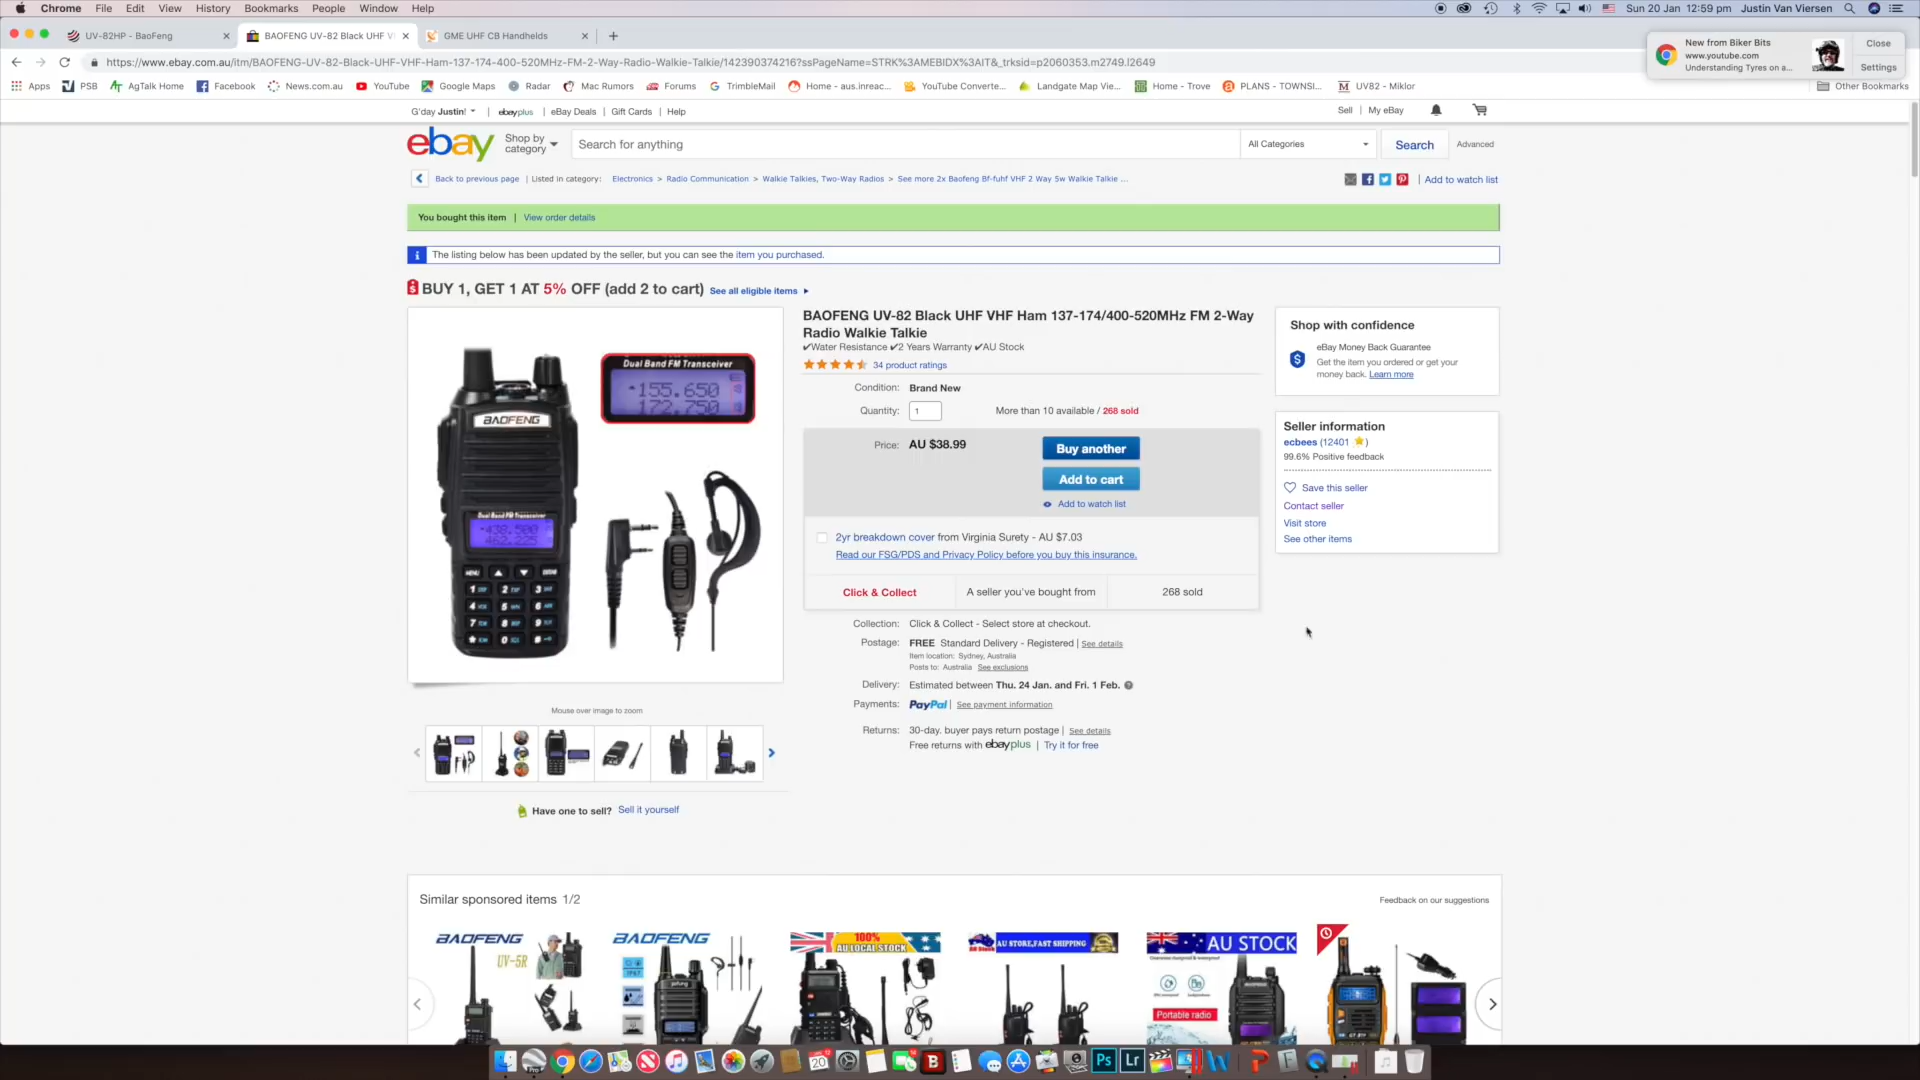 Chrome File Edit View History Bookmarks People Window Help
Sun 20 Jan 12:59 pm Justin Van Viersen
UV-82HP - BaoFeng
BAOFENG UV-82 Black UHF V
GME UHF CB Handhelds
New from Biker Bits
www.youtube.com
Understanding Tyres on a...
Close
Settings
https://www.ebay.com.au/itm/BAOFENG-UV-82-Black-UHF-VHF-Ham-137-174-400-520MHz-FM-2-Way-Radio-Walkie-Talkie/142390374216?ssPageName=STRK%3AMEBIDX%3AIT&_trksid=p2060353.m2749.l2649
Apps PSB AgTalk Home Facebook News.com.au YouTube Google Maps Radar Mac Rumors Forums TrimbleMail Home - aus.inreac... YouTube Converte... Landgate Map Vie... Home - Trove PLANS - TOWNSI... UV82 - Miklor Other Bookmarks
G'day Justin! | ebayplus | eBay Deals | Gift Cards | Help
Sell | My eBay
ebay
Shop by category
Search for anything
All Categories
Search
Advanced
Back to previous page | Listed in category: Electronics > Radio Communication > Walkie Talkies, Two-Way Radios > See more 2x Baofeng Bf-fuhf VHF 2 Way 5w Walkie Talkie ...
| Add to watch list
You bought this item | View order details
The listing below has been updated by the seller, but you can see the item you purchased.
BUY 1, GET 1 AT 5% OFF (add 2 to cart) See all eligible items
BAOFENG UV-82 Black UHF VHF Ham 137-174/400-520MHz FM 2-Way
Radio Walkie Talkie
✔Water Resistance ✔2 Years Warranty ✔AU Stock
34 product ratings
Condition: Brand New
Quantity: 1 More than 10 available / 268 sold
Price: AU $38.99
Buy another
Add to cart
Add to watch list
2yr breakdown cover from Virginia Surety - AU $7.03
Read our FSG/PDS and Privacy Policy before you buy this insurance.
Click & Collect
A seller you've bought from
268 sold
Collection: Click & Collect - Select store at checkout.
Postage: FREE Standard Delivery - Registered | See details
Item location: Sydney, Australia
Posts to: Australia See exclusions
Delivery: Estimated between Thu. 24 Jan. and Fri. 1 Feb.
Payments: PayPal | See payment information
Returns: 30-day. buyer pays return postage | See details
Free returns with ebayplus | Try it for free
Shop with confidence
eBay Money Back Guarantee
Get the item you ordered or get your
money back. Learn more
Seller information
ecbees (12401 )
99.6% Positive feedback
Save this seller
Contact seller
Visit store
See other items
Dual Band FM Transceiver
155.650
172.750
BAOFENG
Dual Band FM Transceiver
438.500
462.225
MENU
Mouse over image to zoom
Have one to sell? Sell it yourself
Similar sponsored items 1/2
Feedback on our suggestions
BAOFENG
UV-5R
BAOFENG
IP67
100%
AU LOCAL STOCK
AU STORE,FAST SHIPPING
AU STOCK
Portable radio
20